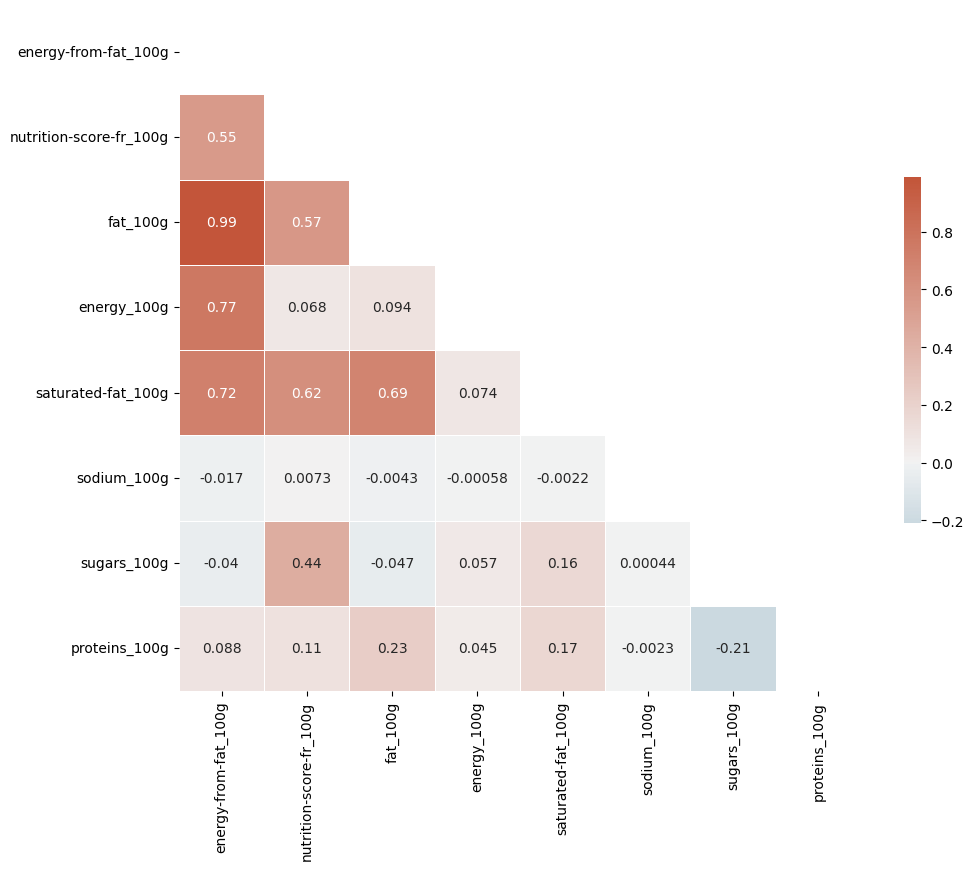 energy-from-fat_100g
nutrition-score-fr_100g 0.55
fat_100g 0.99 0.57
energy_100g 0.77 0.068 0.094
saturated-fat_100g 0.72 0.62 0.69 0.074
sodium_100g -0.017 0.0073 -0.0043 -0.00058 -0.0022
sugars_100g -0.04 0.44 -0.047 0.057 0.16 0.00044
proteins_100g 0.088 0.11 0.23 0.045 0.17 -0.0023 -0.21
energy-from-fat_100g
nutrition-score-fr_100g
fat_100g
energy_100g
saturated-fat_100g
sodium_100g
sugars_100g
proteins_100g
0.8
0.6
0.4
0.2
0.0
−0.2